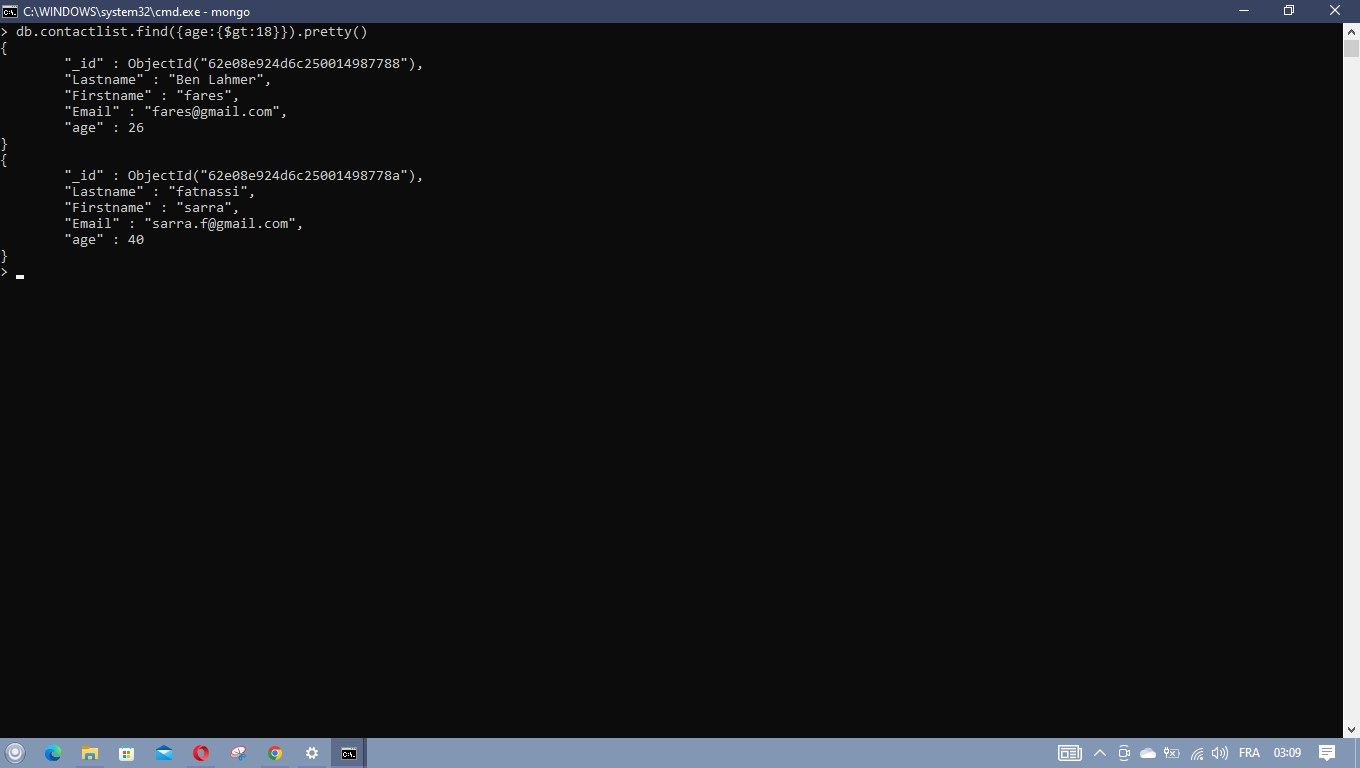 C:\WINDOWS\system32\cmd.exe - mongo
> db.contactlist.find({age:{$gt:18}}).pretty()
{
        "_id" : ObjectId("62e08e924d6c250014987788"),
        "Lastname" : "Ben Lahmer",
        "Firstname" : "fares",
        "Email" : "fares@gmail.com",
        "age" : 26
}
{
        "_id" : ObjectId("62e08e924d6c25001498778a"),
        "Lastname" : "fatnassi",
        "Firstname" : "sarra",
        "Email" : "sarra.f@gmail.com",
        "age" : 40
}
>
FRA 03:09